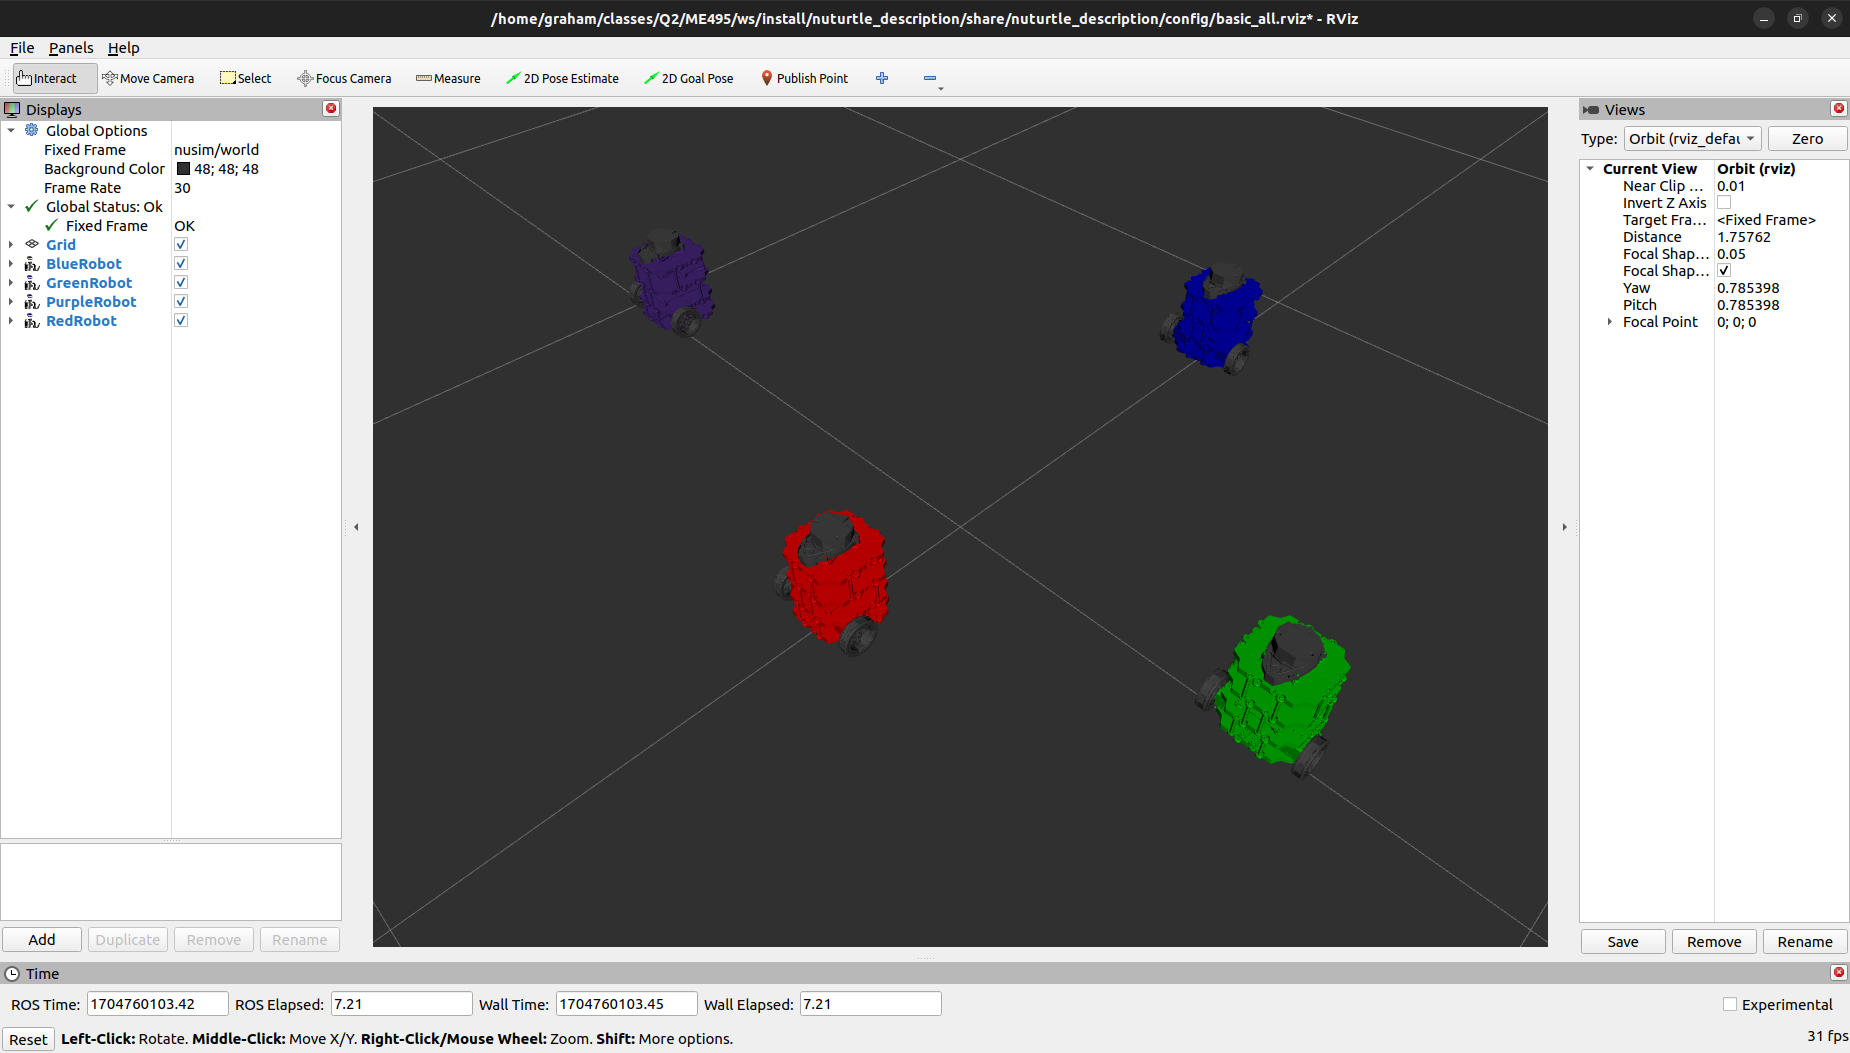 /home/graham/classes/Q2/ME495/ws/install/nuturtle_description/share/nuturtle_description/config/basic_all.rviz* - RViz
File Panels Help
Interact Move Camera Select Focus Camera Measure 2D Pose Estimate 2D Goal Pose Publish Point
Displays
Global Options
Fixed Frame nusim/world
Background Color 48; 48; 48
Frame Rate 30
Global Status: Ok
Fixed Frame OK
Grid
BlueRobot
GreenRobot
PurpleRobot
RedRobot
Add Duplicate Remove Rename
Views
Type: Orbit (rviz_defau Zero
Current View Orbit (rviz)
Near Clip ... 0.01
Invert Z Axis
Target Fra... <Fixed Frame>
Distance 1.75762
Focal Shap... 0.05
Focal Shap...
Yaw 0.785398
Pitch 0.785398
Focal Point 0; 0; 0
Save Remove Rename
Time
ROS Time: 1704760103.42 ROS Elapsed: 7.21 Wall Time: 1704760103.45 Wall Elapsed: 7.21 Experimental
Reset Left-Click: Rotate. Middle-Click: Move X/Y. Right-Click/Mouse Wheel: Zoom. Shift: More options. 31 fps